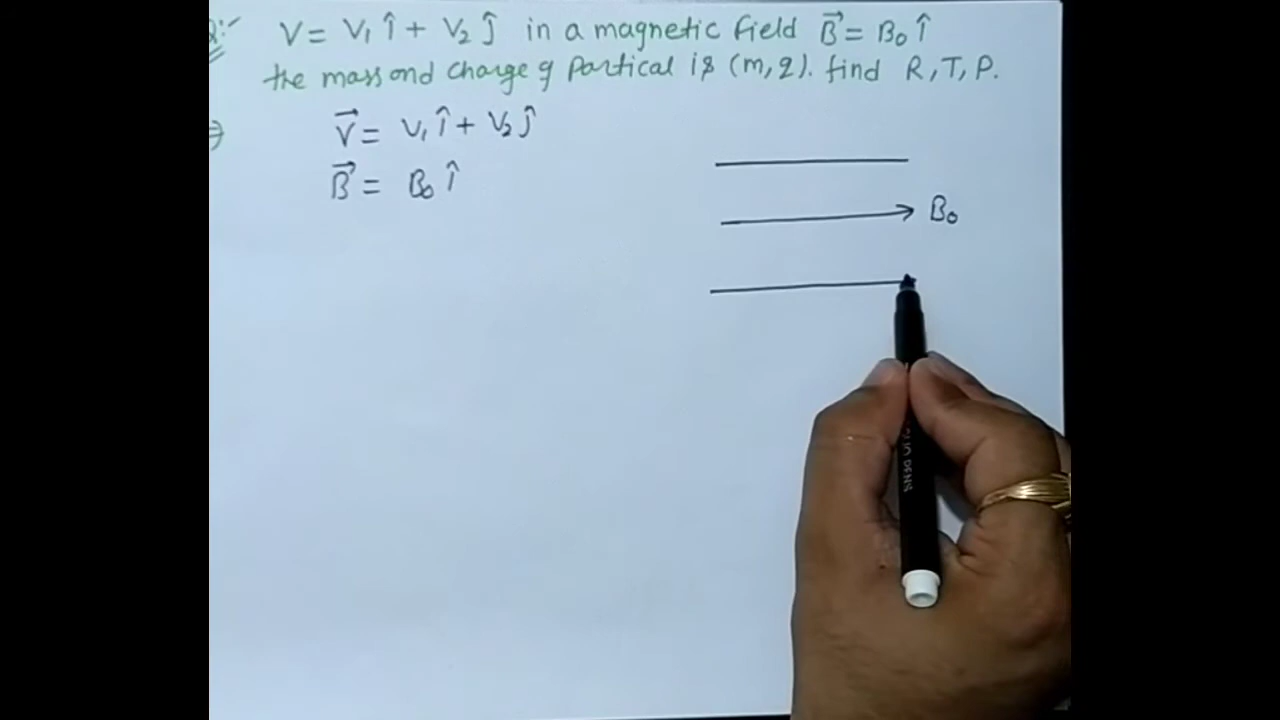 Q:- V = V₁ î + V₂ ĵ in a magnetic field B⃗ = B₀ î
the mass and charge of partical is (m, q). find R, T, P.
⇒ V⃗ = V₁ î + V₂ ĵ
B⃗ = B₀ î
B₀